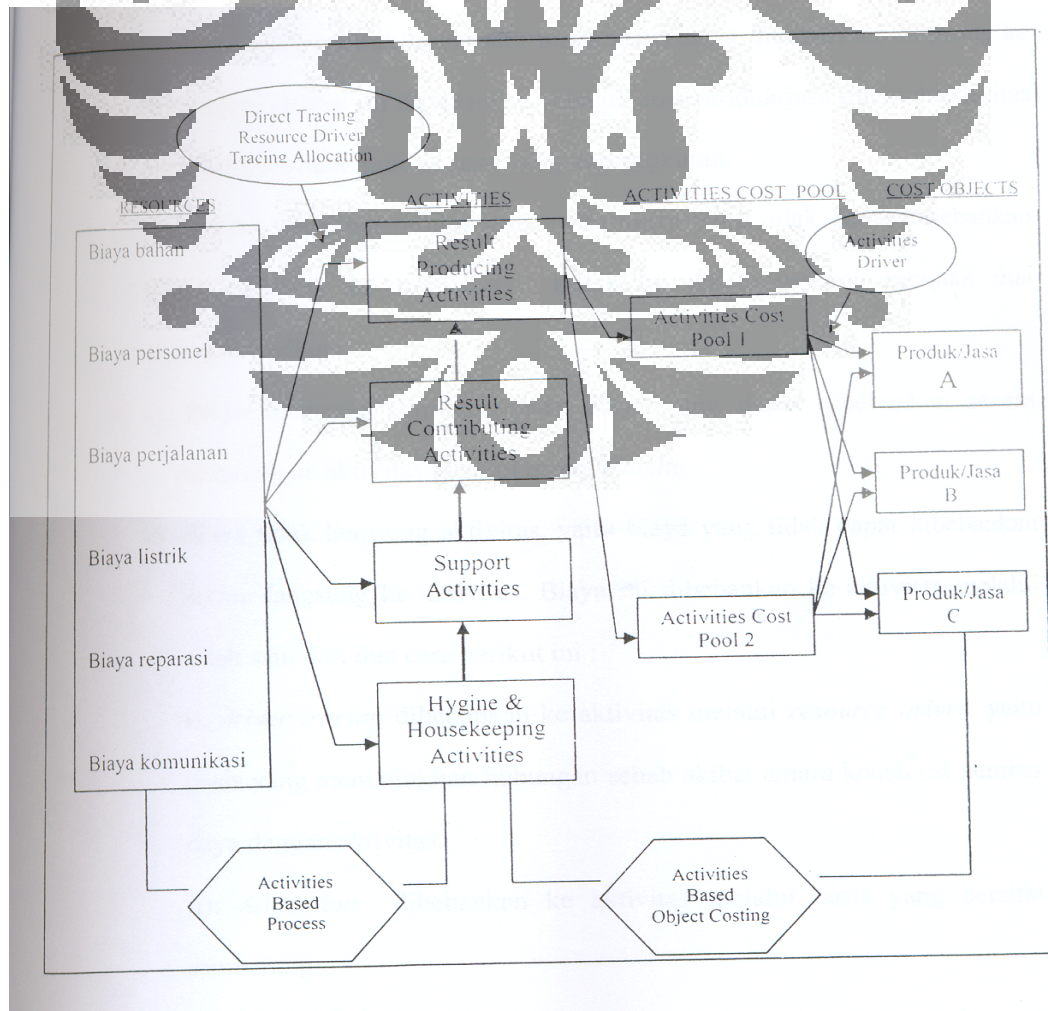 Direct Tracing
Resource Driver
Tracing Allocation
RESOURCES
ACTIVITIES
ACTIVITIES COST POOL
COST OBJECTS
Biaya bahan
Biaya personel
Biaya perjalanan
Biaya listrik
Biaya reparasi
Biaya komunikasi
Result
Producing
Activities
Result
Contributing
Activities
Support
Activities
Hygine &
Housekeeping
Activities
Activities Cost
Pool 1
Activities Cost
Pool 2
Activities
Driver
Produk/Jasa
A
Produk/Jasa
B
Produk/Jasa
C
Activities
Based
Process
Activities
Based
Object Costing